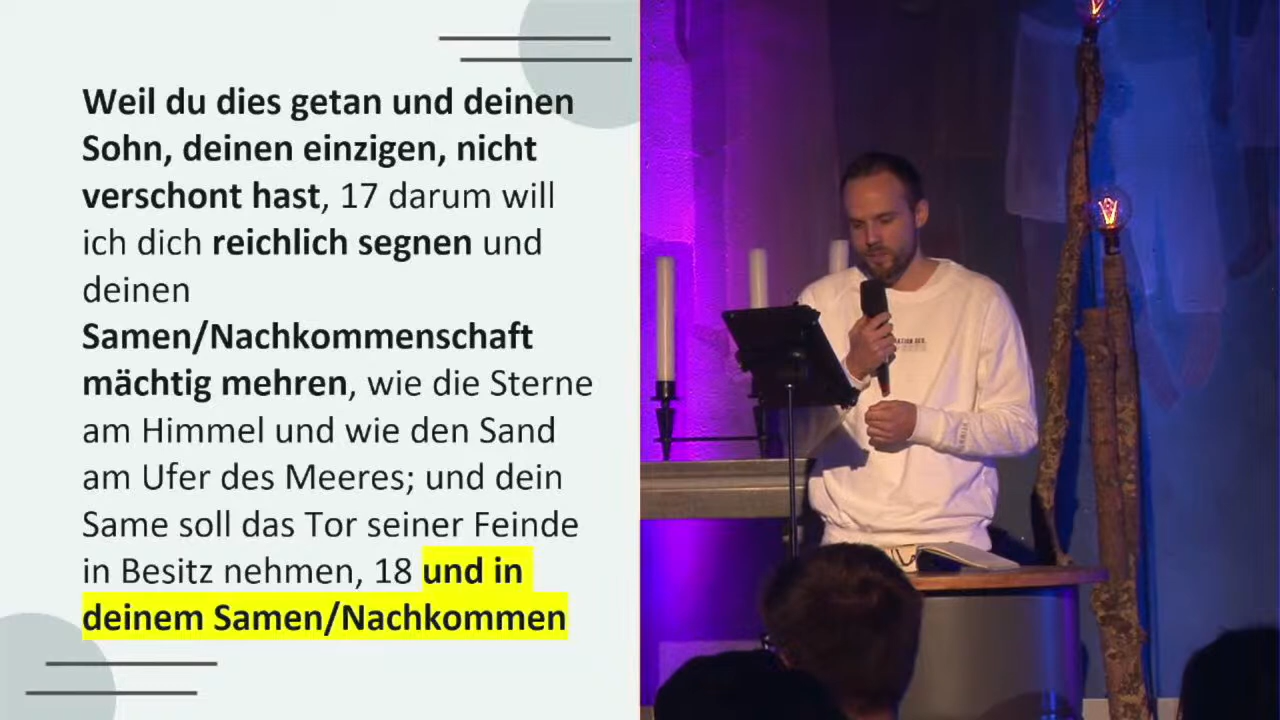 Weil du dies getan und deinen
Sohn, deinen einzigen, nicht
verschont hast, 17 darum will
ich dich reichlich segnen und
deinen
Samen/Nachkommenschaft
mächtig mehren, wie die Sterne
am Himmel und wie den Sand
am Ufer des Meeres; und dein
Same soll das Tor seiner Feinde
in Besitz nehmen, 18 und in
deinem Samen/Nachkommen